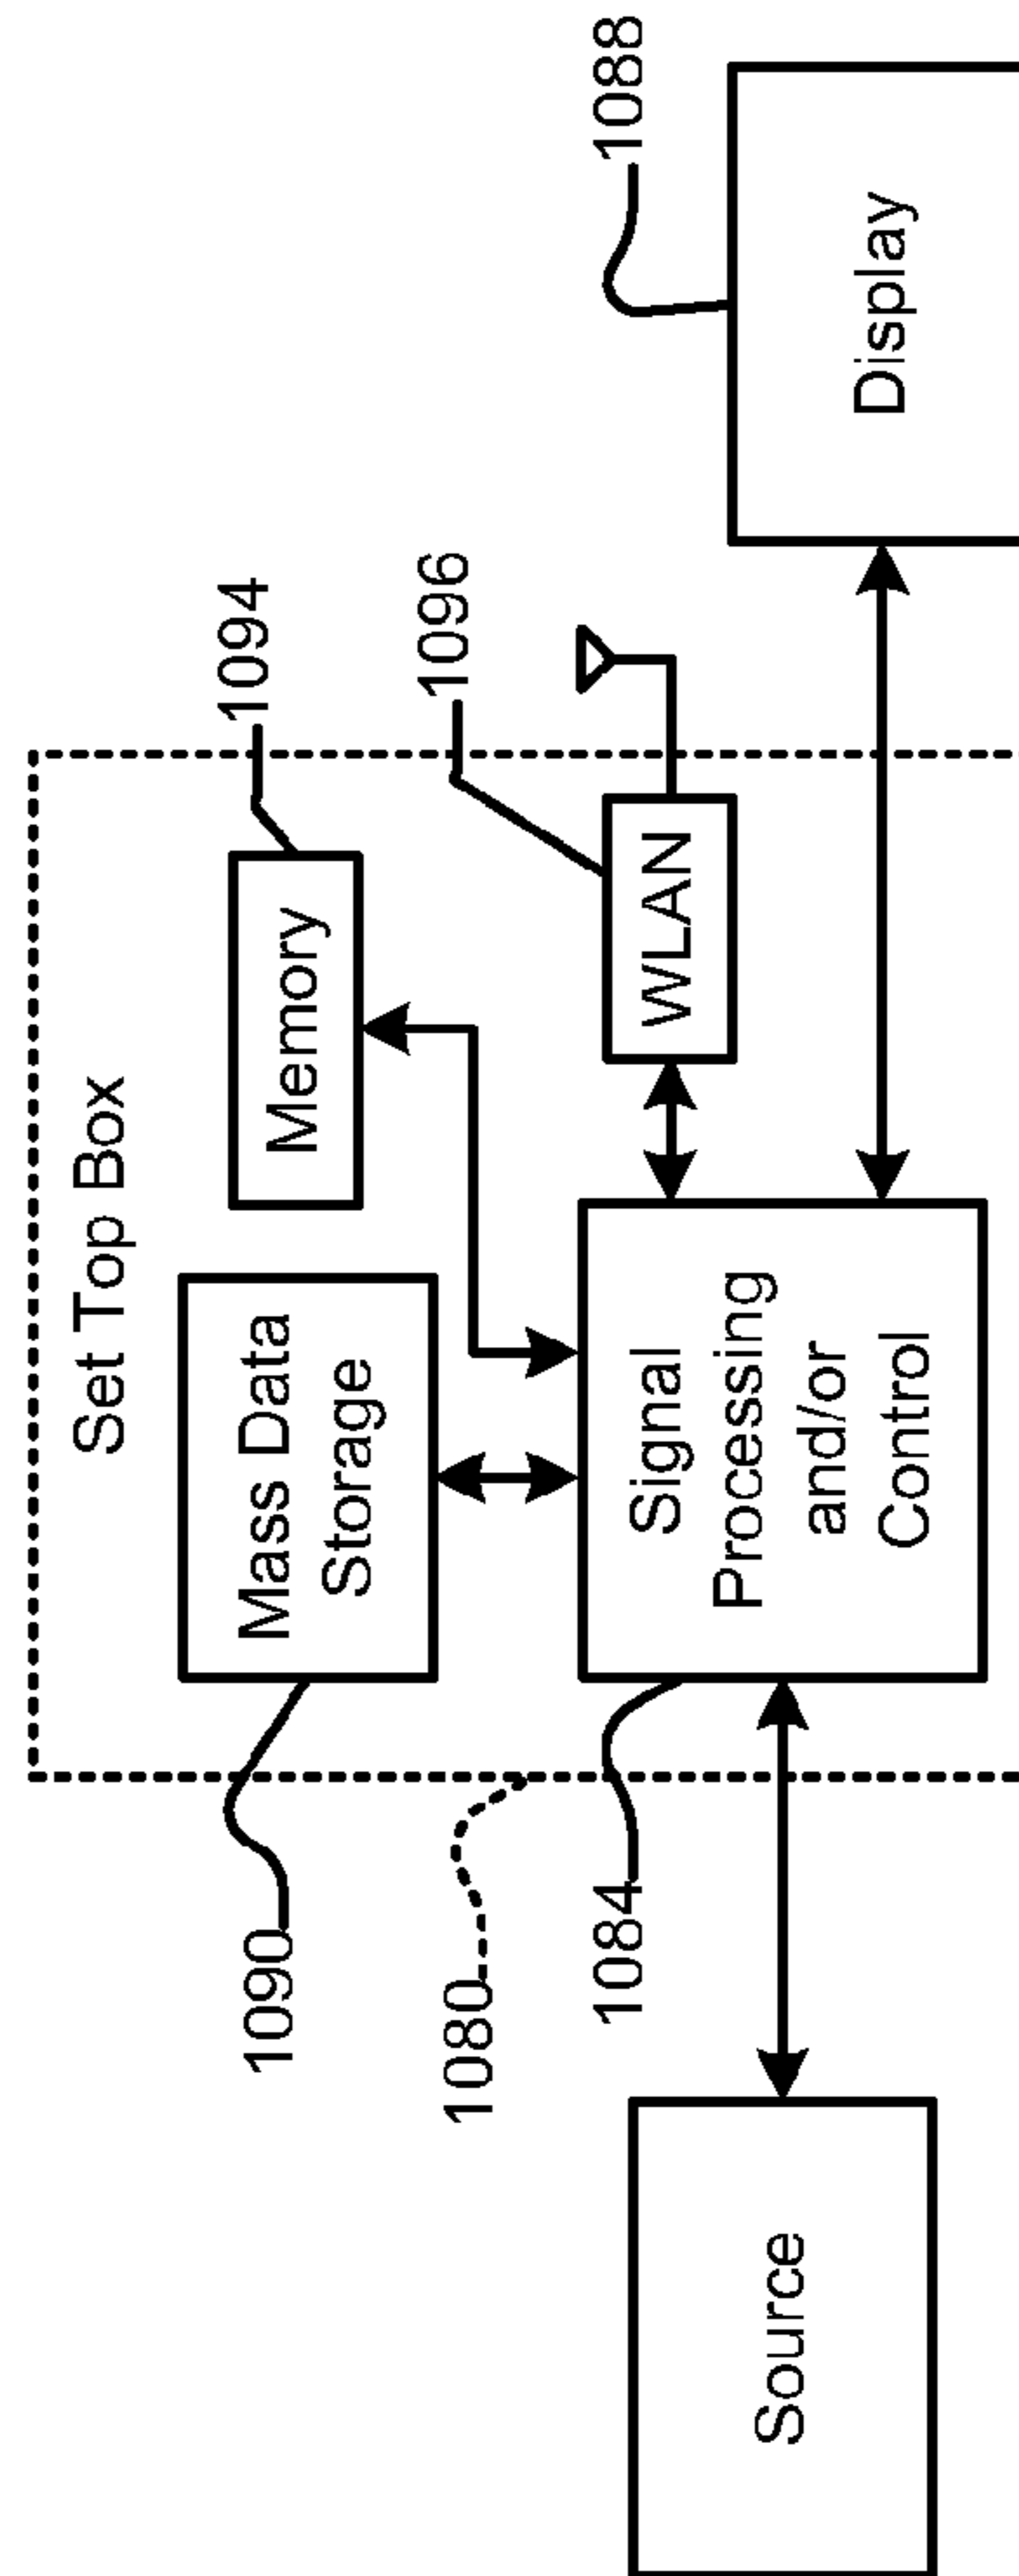 Set Top Box
1090
Mass Data
Storage
Memory
1094
1080
1096
1084
Signal
Processing
and/or
Control
WLAN
1088
Source
Display